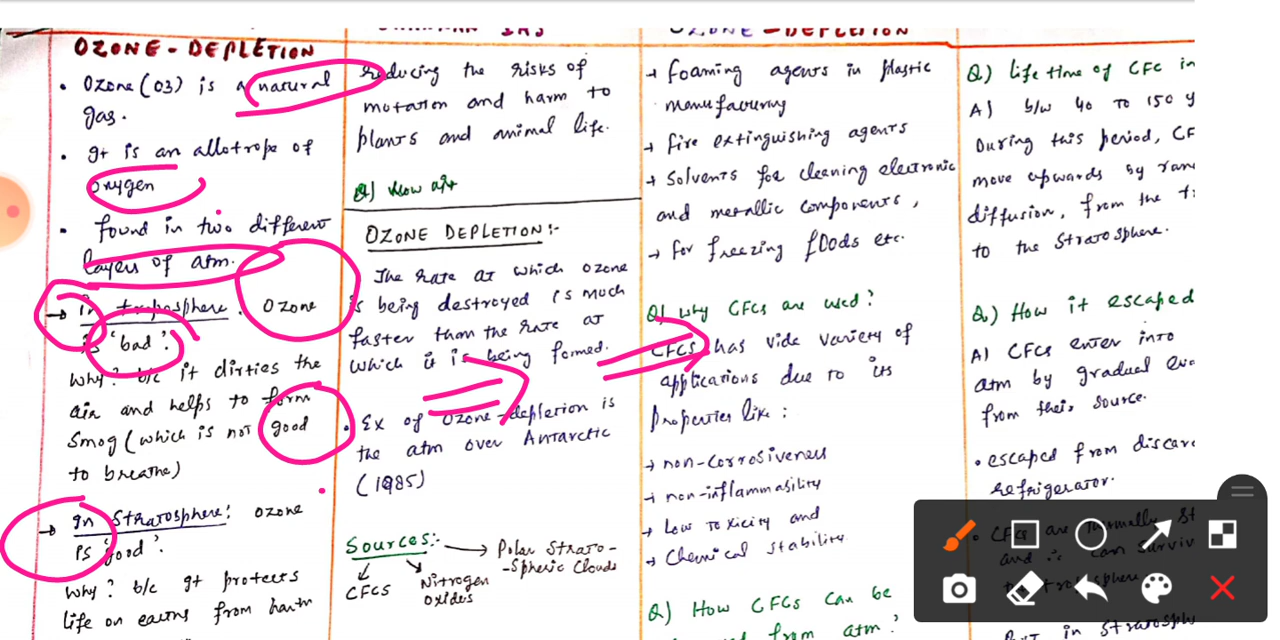 OZONE-DEPLETION
• Ozone(O3) is a natural
gas.
• It is an allotrope of
oxygen
• found in two different
layers of atm.
→ In troposphere: Ozone
is 'bad'.
why? b/c it dirties the
air and helps to form
Smog (which is not good
to breathe)
→ In Stratosphere: Ozone
is 'good'.
why? b/c It protects
life on earth from harm
reducing the risks of
mutation and harm to
plants and animal life.
Q)
OZONE DEPLETION:-
The rate at which ozone
is being destroyed is much
faster than the rate at
which it is being formed.
• Ex of Ozone-depletion is
the atm over Antarctic
(1985)
Sources:- → Polar Strato-
-Spheric Clouds
CFCS Nitrogen
oxides
OZONE-DEPLETION
→ foaming agents in plastic
manufacturing
→ fire extinguishing agents
→ Solvents for cleaning electronic
and metallic components,
→ for freezing foods etc.
Q) why CFCs are used?
CFCS has vide variety of
applications due to its
Properties like:
→ non-corrosiveness
→ non-inflammability
→ Low Toxicity and
→ Chemical stability
Q) How CFCs can be
from atm?
Q) life time of CFC in
A) b/w 40 to 150 y
During this period, CF
move upwards by ran
diffusion, from the t
to the Stratosphere.
Q) How it escaped
A) CFCs enter into
atm by gradual eva
from their source.
• escaped from discar
refrigerator.